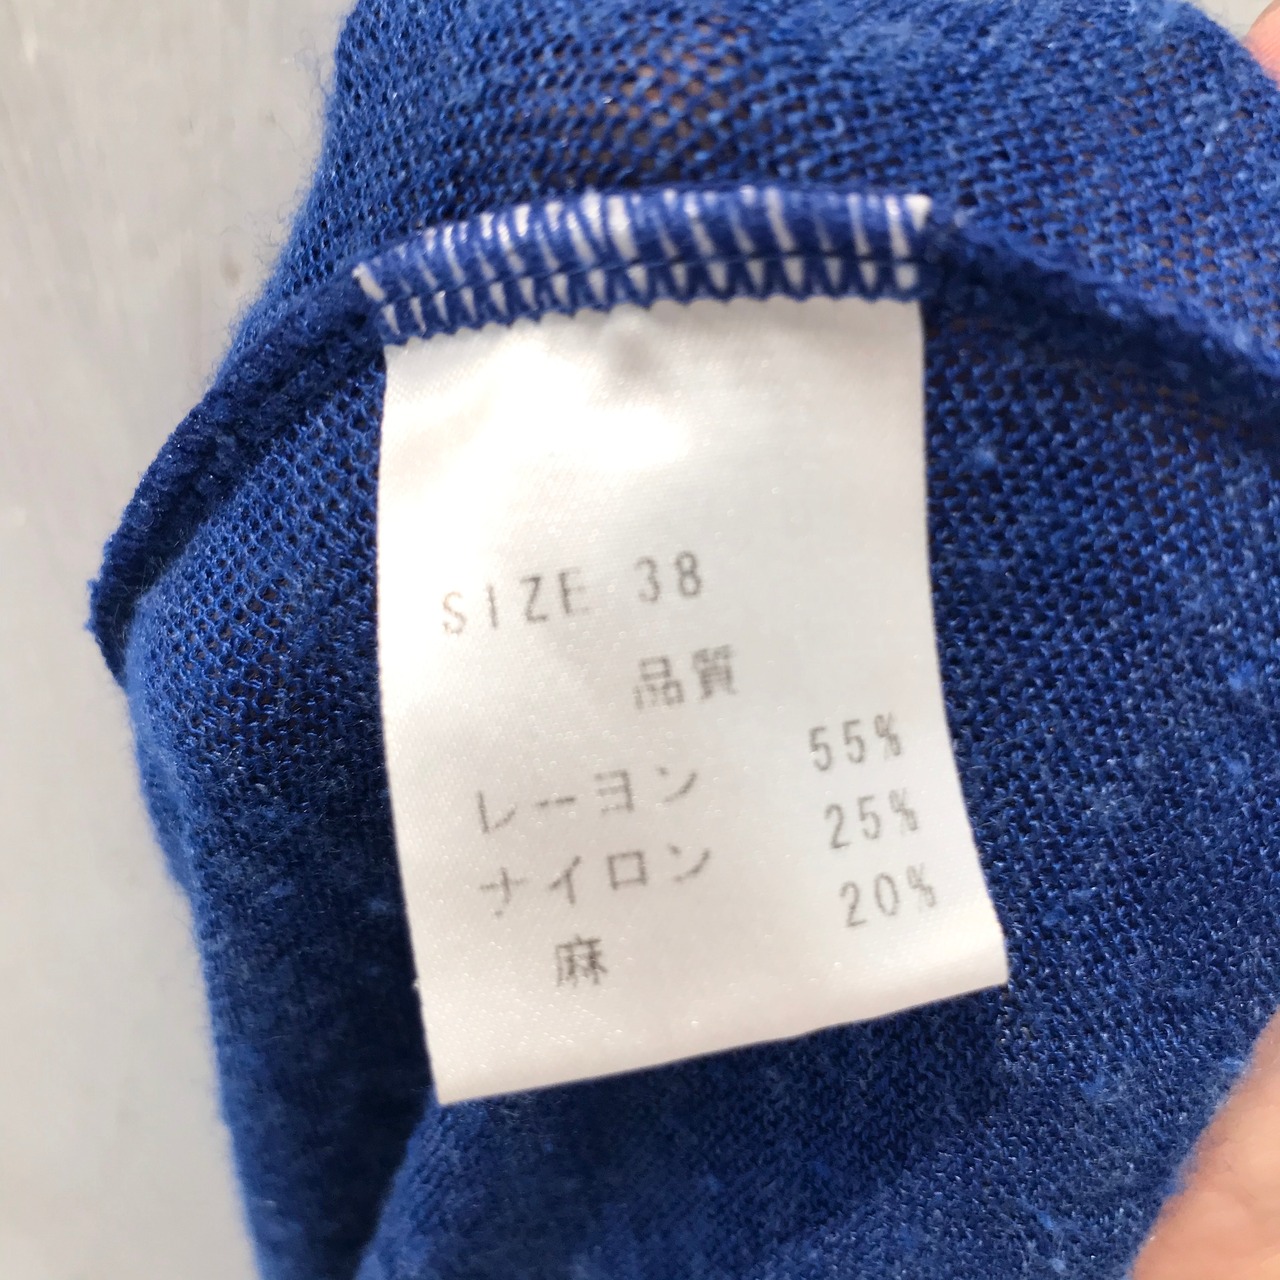 SIZE 38
品質
レーヨン 55%
ナイロン 25%
麻 20%